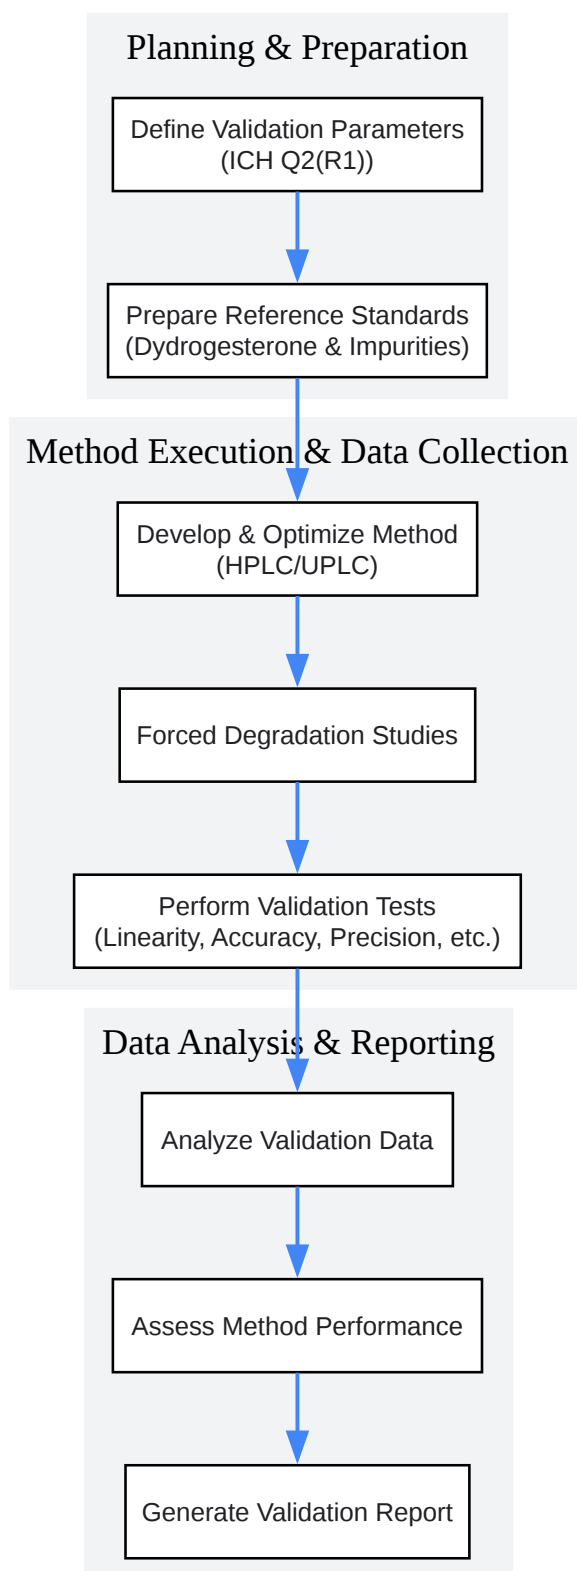 Planning & Preparation
Define Validation Parameters
(ICH Q2(R1))
Prepare Reference Standards
(Dydrogesterone & Impurities)
Method Execution & Data Collection
Develop & Optimize Method
(HPLC/UPLC)
Forced Degradation Studies
Perform Validation Tests
(Linearity, Accuracy, Precision, etc.)
Data Analysis & Reporting
Analyze Validation Data
Assess Method Performance
Generate Validation Report